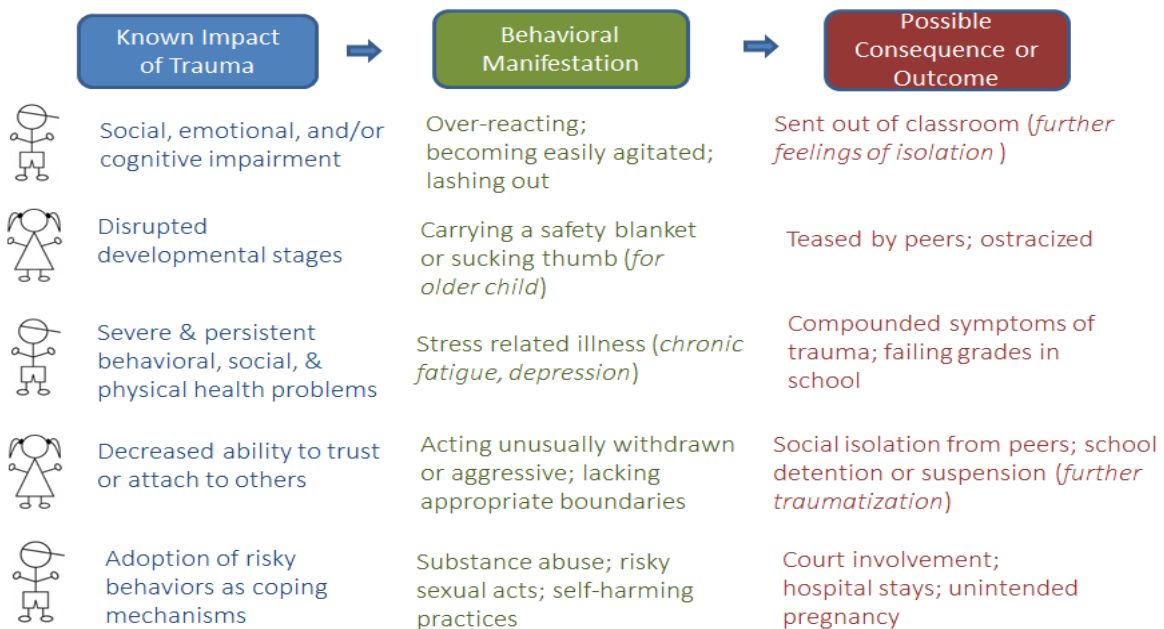 Known Impact
of Trauma
Behavioral
Manifestation
Possible
Consequence or
Outcome
Social, emotional, and/or
cognitive impairment
Over-reacting;
becoming easily agitated;
lashing out
Sent out of classroom (further
feelings of isolation )
Disrupted
developmental stages
Carrying a safety blanket
or sucking thumb (for
older child)
Teased by peers; ostracized
Severe & persistent
behavioral, social, &
physical health problems
Stress related illness (chronic
fatigue, depression)
Compounded symptoms of
trauma; failing grades in
school
Decreased ability to trust
or attach to others
Acting unusually withdrawn
or aggressive; lacking
appropriate boundaries
Social isolation from peers; school
detention or suspension (further
traumatization)
Adoption of risky
behaviors as coping
mechanisms
Substance abuse; risky
sexual acts; self-harming
practices
Court involvement;
hospital stays; unintended
pregnancy